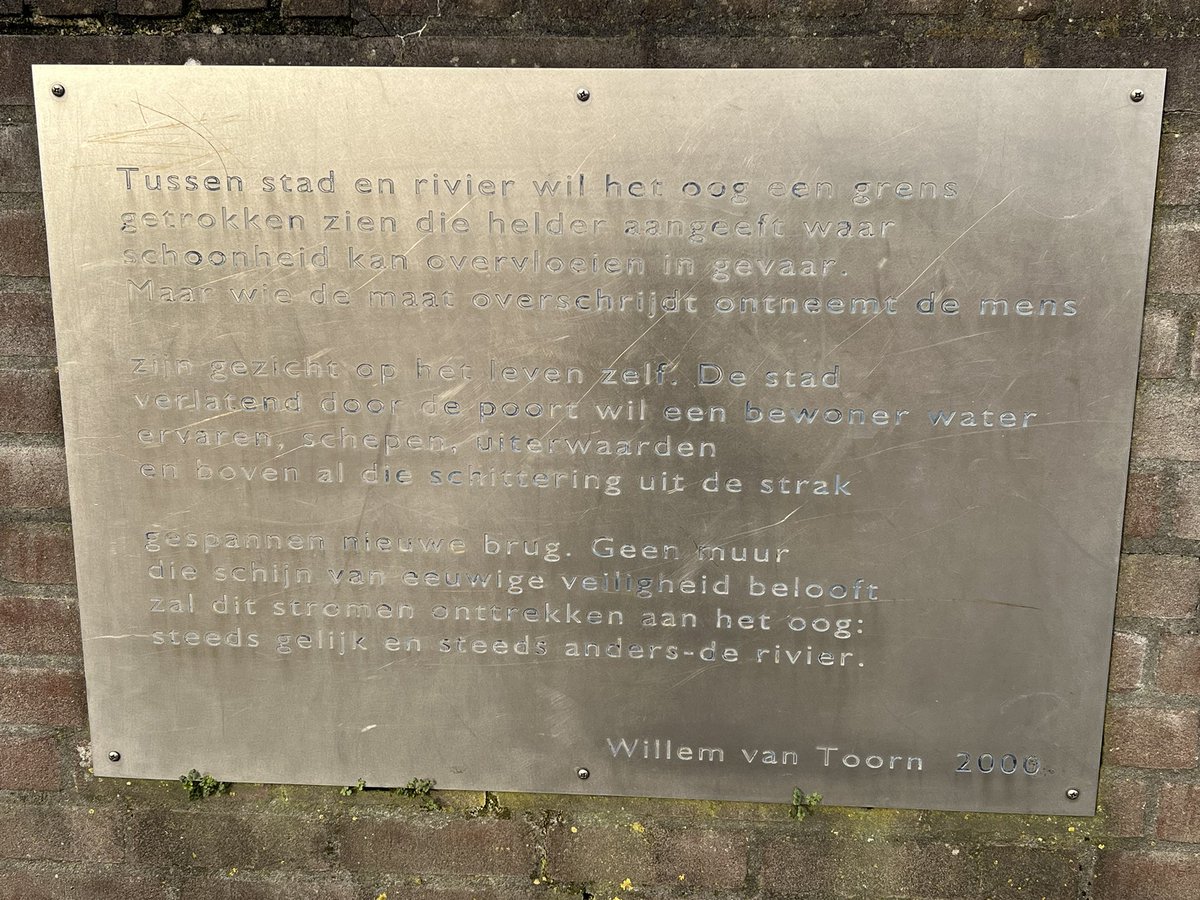 Tussen stad en rivier wil het oog een grens
getrokken zien die helder aangeeft waar
schoonheid kan overvloeien in gevaar.
Maar wie de maat overschrijdt ontneemt de mens
zijn gezicht op het leven zelf. De stad
verlatend door de poort wil een bewoner water
ervaren, schepen, uiterwaarden
en boven al die schittering uit de strak
gespannen nieuwe brug. Geen muur
die schijn van eeuwige veiligheid belooft
zal dit stromen onttrekken aan het oog:
steeds gelijk en steeds anders-de rivier.
Willem van Toorn 2000